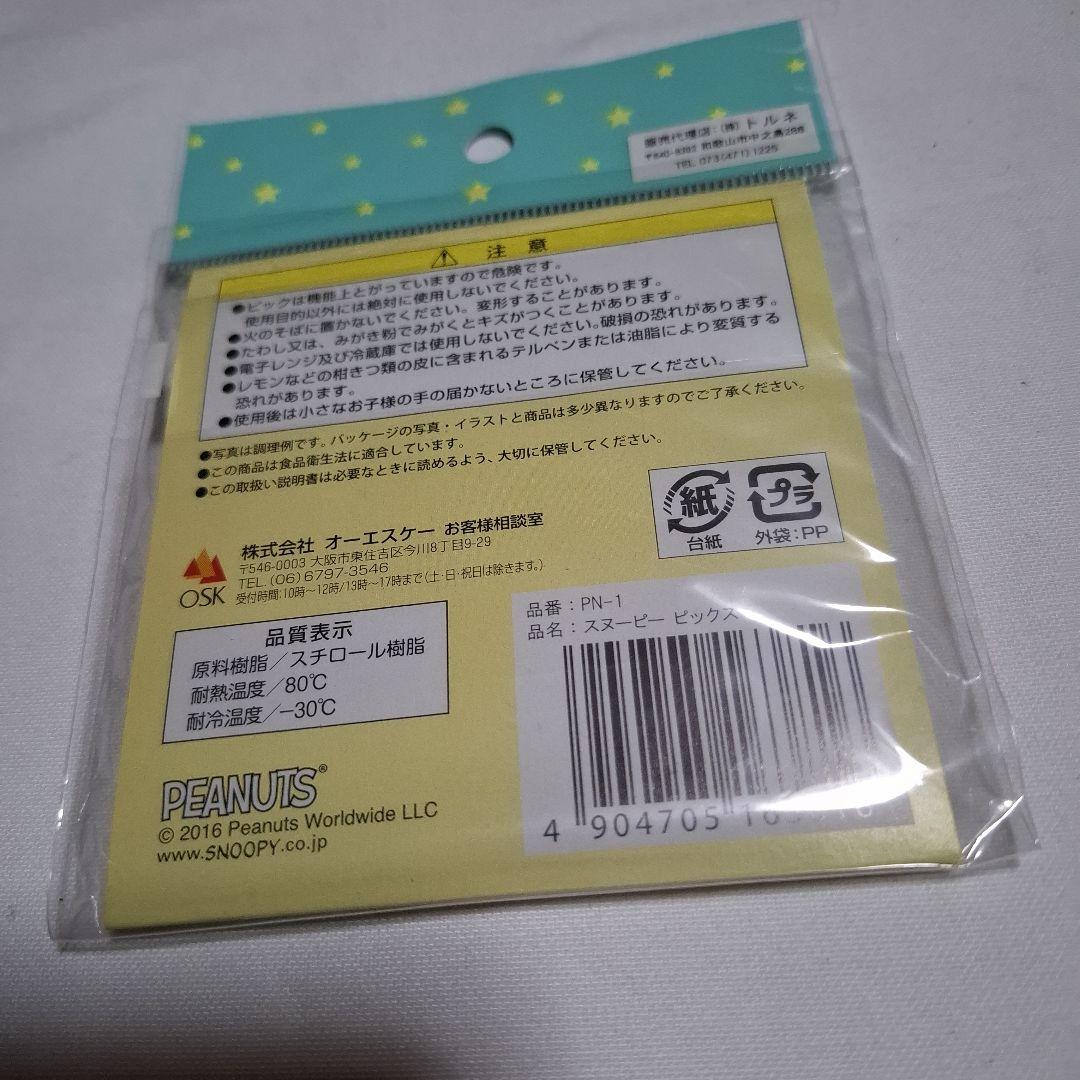 販売代理店：(株)トルネ
和歌山市中之島288
TEL. 073(471)1225
注意
●ピックは機能上とがっていますので危険です。
使用目的以外には絶対に使用しないでください。
●火のそばに置かないでください。変形することがあります。
●たわし又は、みがき粉でみがくとキズがつくことがあります。
●電子レンジ及び冷蔵庫では使用しないでください。破損の恐れがあります。
●レモンなどの柑きつ類の皮に含まれるテルペンまたは油脂により変質する
恐れがあります。
●使用後は小さなお子様の手の届かないところに保管してください。
●写真は調理例です。パッケージの写真・イラストと商品は多少異なりますのでご了承ください。
●この商品は食品衛生法に適合しています。
●この取扱い説明書は必要なときに読めるよう、大切に保管してください。
紙
台紙
プラ
外袋：PP
株式会社 オーエスケー お客様相談室
〒546-0003 大阪市東住吉区今川8丁目9-29
TEL. (06) 6797-3546
受付時間：10時～12時/13時～17時まで(土・日・祝日は除きます。)
OSK
品質表示
原料樹脂／スチロール樹脂
耐熱温度／80℃
耐冷温度／−30℃
品番：PN-1
品名：スヌーピー ピックス
4 904705
PEANUTS®
© 2016 Peanuts Worldwide LLC
www.SNOOPY.co.jp